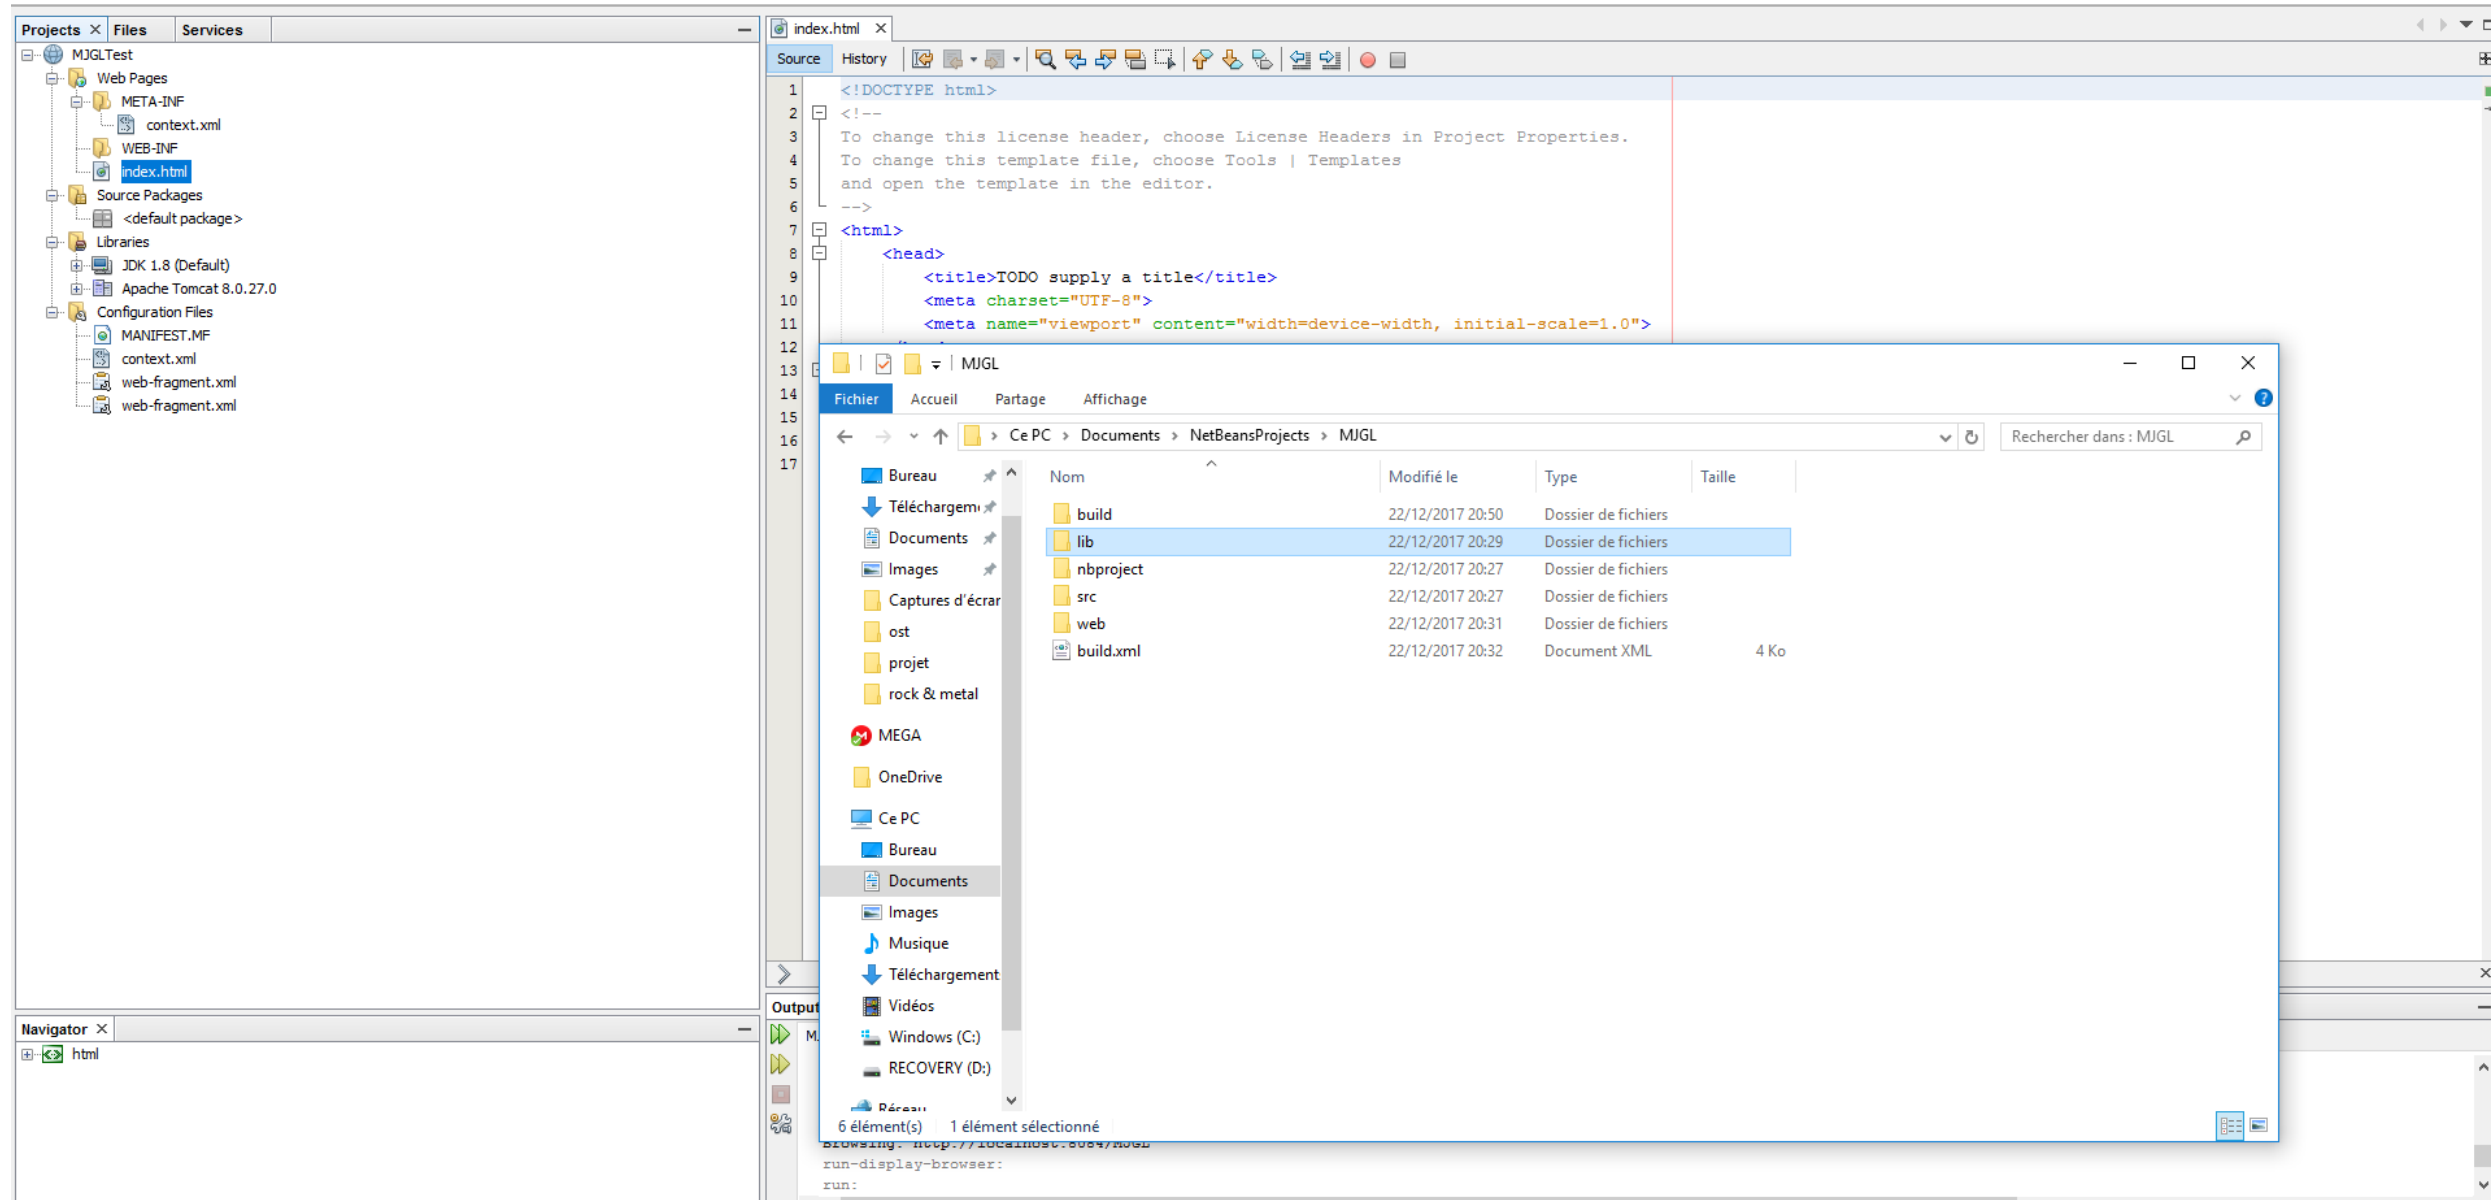 Projects Files Services
MJGLTest
Web Pages
META-INF
context.xml
WEB-INF
index.html
Source Packages
<default package>
Libraries
JDK 1.8 (Default)
Apache Tomcat 8.0.27.0
Configuration Files
MANIFEST.MF
context.xml
web-fragment.xml
web-fragment.xml
Navigator
html
index.html
Source History
1 <!DOCTYPE html>
2 <!--
3 To change this license header, choose License Headers in Project Properties.
4 To change this template file, choose Tools | Templates
5 and open the template in the editor.
6 -->
7 <html>
8 <head>
9 <title>TODO supply a title</title>
10 <meta charset="UTF-8">
11 <meta name="viewport" content="width=device-width, initial-scale=1.0">
12
13
14
15
16
17
MJGL
Fichier Accueil Partage Affichage
Ce PC > Documents > NetBeansProjects > MJGL
Rechercher dans : MJGL
Bureau
Téléchargem
Documents
Images
Captures d'écrar
ost
projet
rock & metal
MEGA
OneDrive
Ce PC
Bureau
Documents
Images
Musique
Téléchargement
Vidéos
Windows (C:)
RECOVERY (D:)
Réseau
Nom Modifié le Type Taille
build 22/12/2017 20:50 Dossier de fichiers
lib 22/12/2017 20:29 Dossier de fichiers
nbproject 22/12/2017 20:27 Dossier de fichiers
src 22/12/2017 20:27 Dossier de fichiers
web 22/12/2017 20:31 Dossier de fichiers
build.xml 22/12/2017 20:32 Document XML 4 Ko
6 élément(s) 1 élément sélectionné
Output
Browsing: http://localhost:8084/MJGL
run-display-browser:
run: